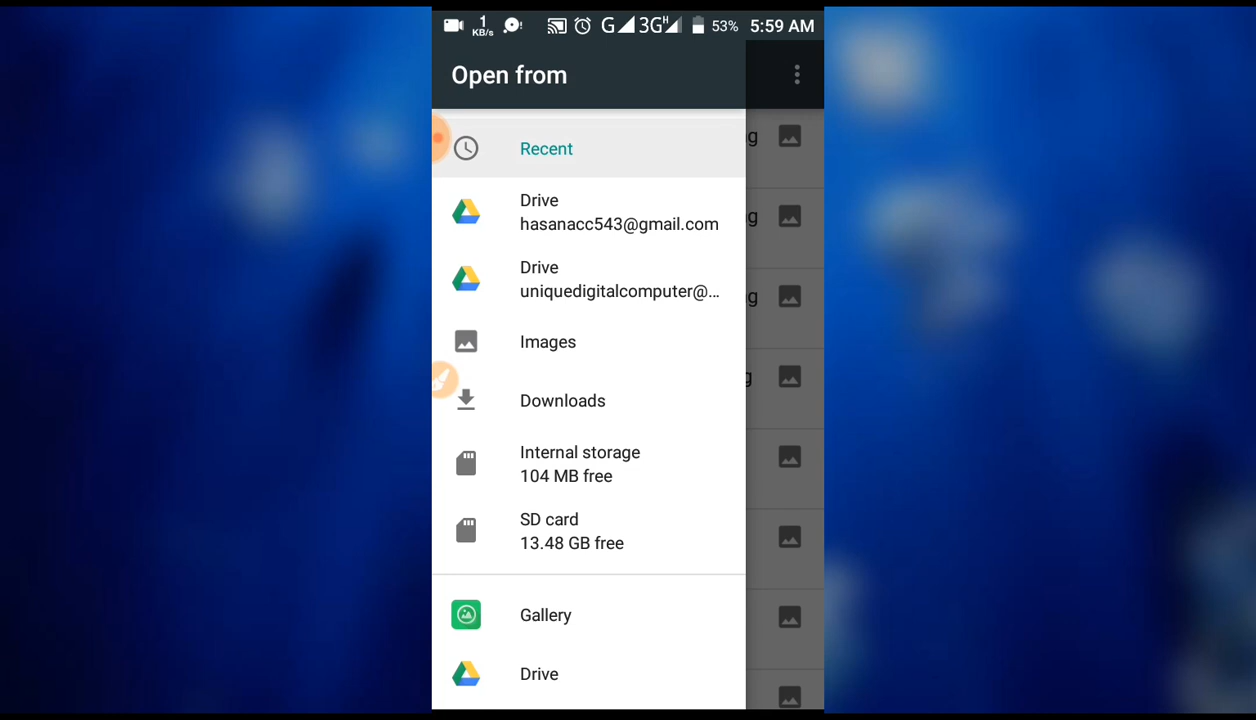 1 KB/s G 3G H 53% 5:59 AM
Open from
Recent
Drive
hasanacc543@gmail.com
Drive
uniquedigitalcomputer@...
Images
Downloads
Internal storage
104 MB free
SD card
13.48 GB free
Gallery
Drive
g
g
g
g